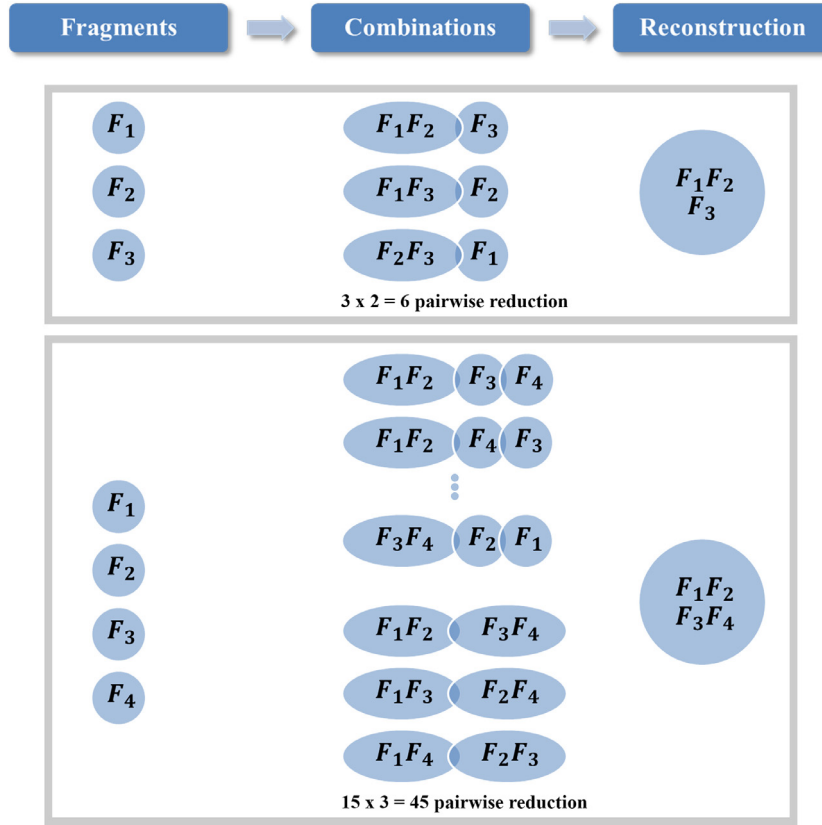 Fragments Combinations Reconstruction
F₁ F₁F₂ F₃
F₂ F₁F₃ F₂
F₃ F₂F₃ F₁
F₁F₂
F₃
3 x 2 = 6 pairwise reduction
F₁F₂ F₃ F₄
F₁F₂ F₄ F₃
F₃F₄ F₂ F₁
F₁F₂ F₃F₄
F₁F₃ F₂F₄
F₁F₄ F₂F₃
F₁
F₂
F₃
F₄
F₁F₂
F₃F₄
15 x 3 = 45 pairwise reduction